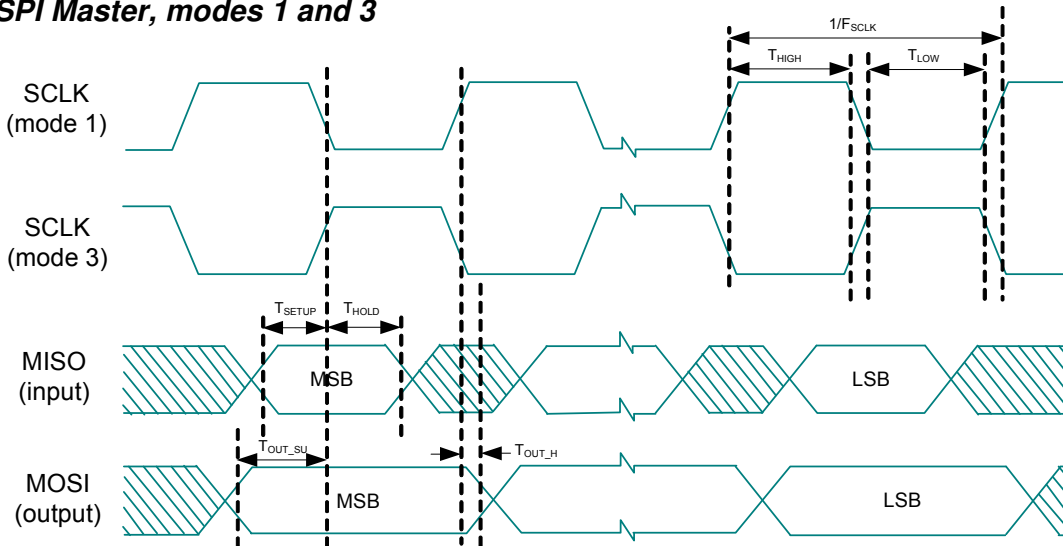 SPI Master, modes 1 and 3
1/FSCLK
THIGH
TLOW
SCLK
(mode 1)
SCLK
(mode 3)
TSETUP
THOLD
MISO
(input)
MSB
LSB
TOUT_SU
TOUT_H
MOSI
(output)
MSB
LSB